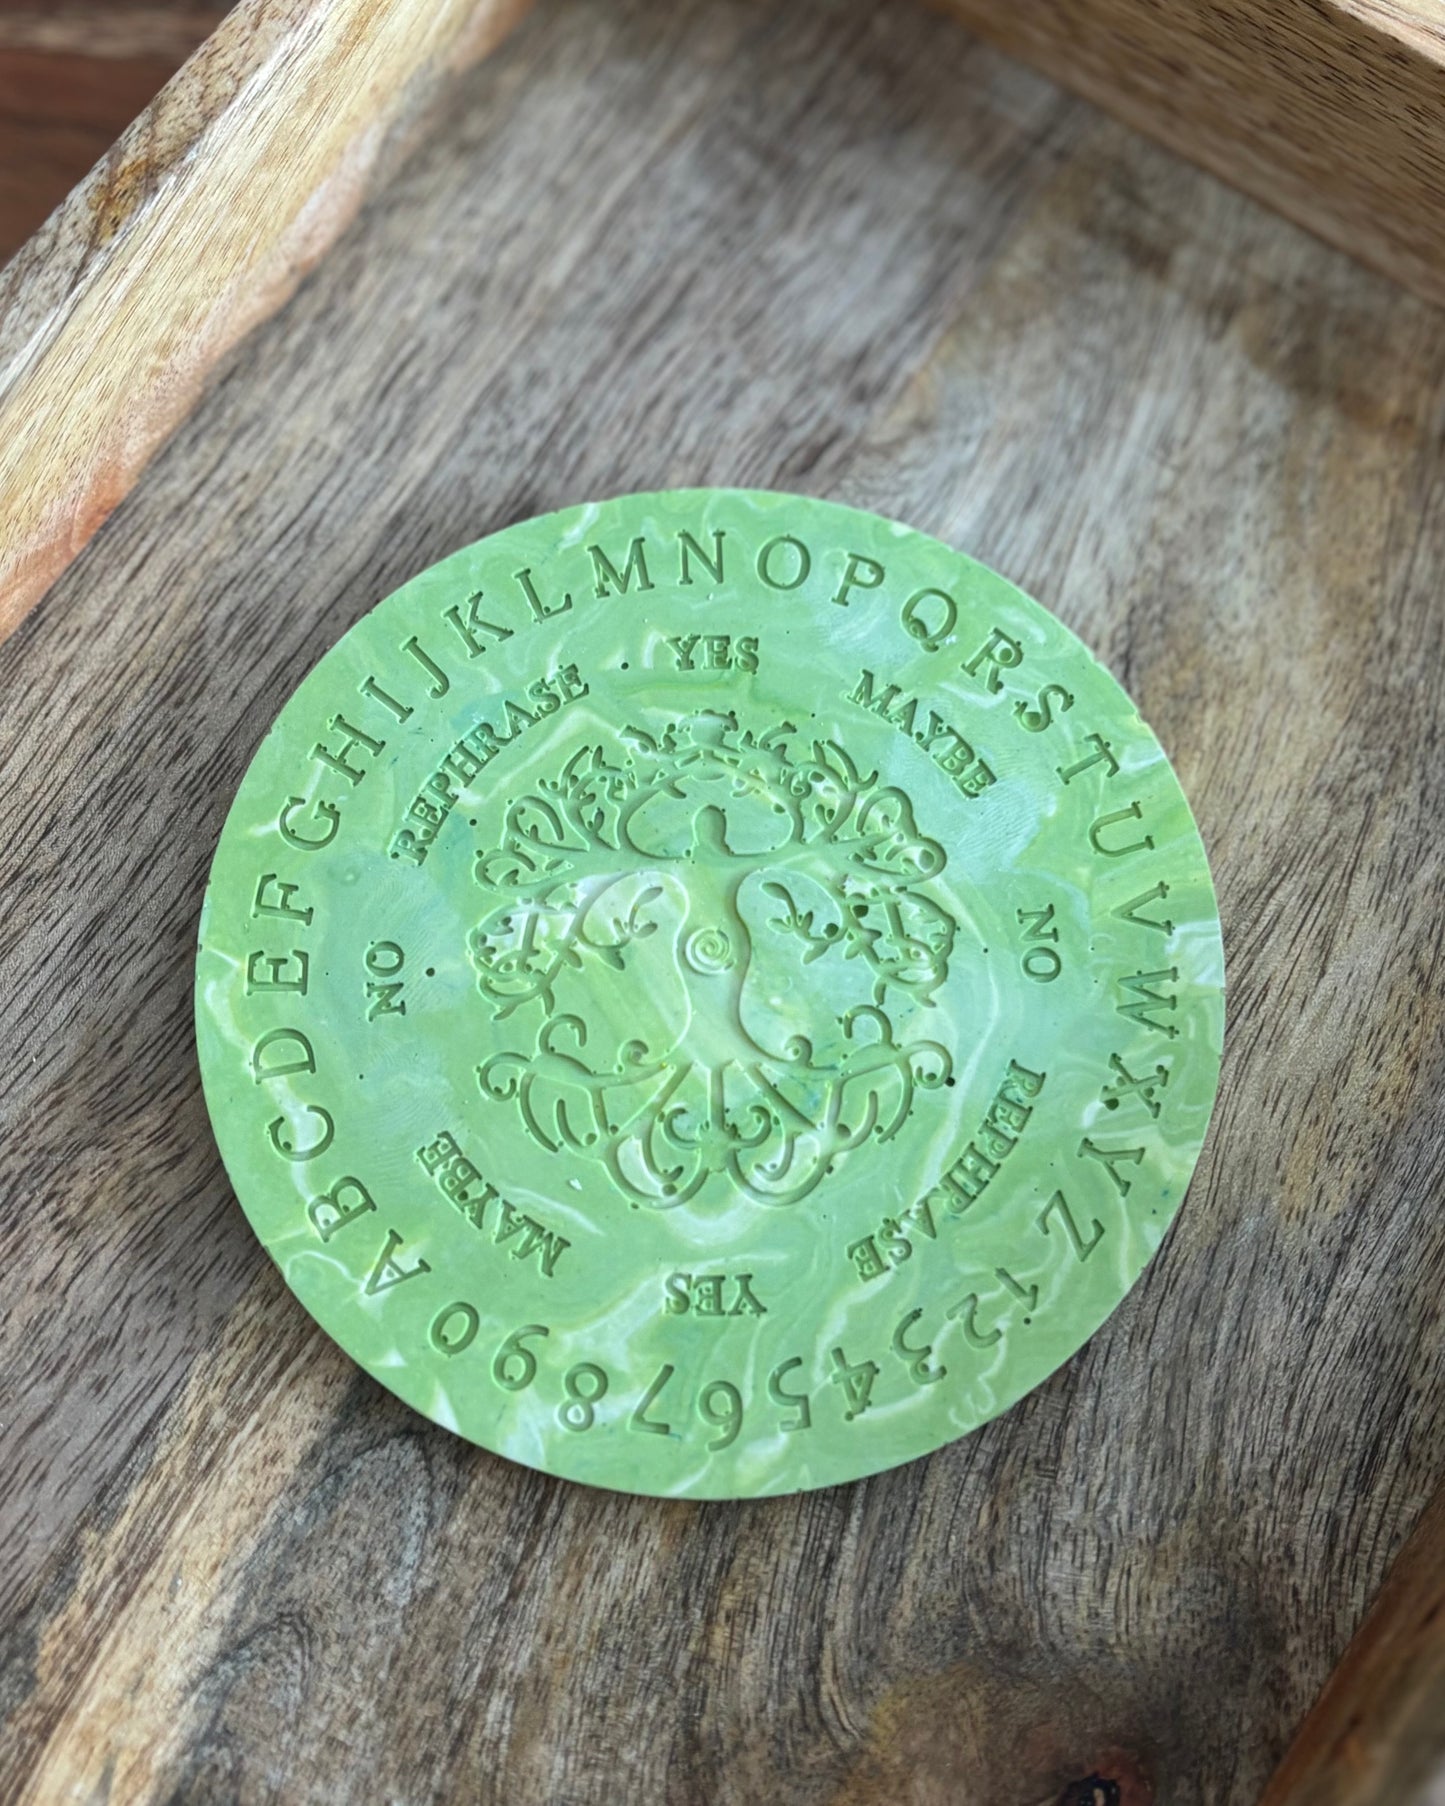 ABCDEFGHIJKLMNOPQRSTUVWXYZ1234567890
YES
MAYBE
NO
REPHRASE
YES
MAYBE
NO
REPHRASE